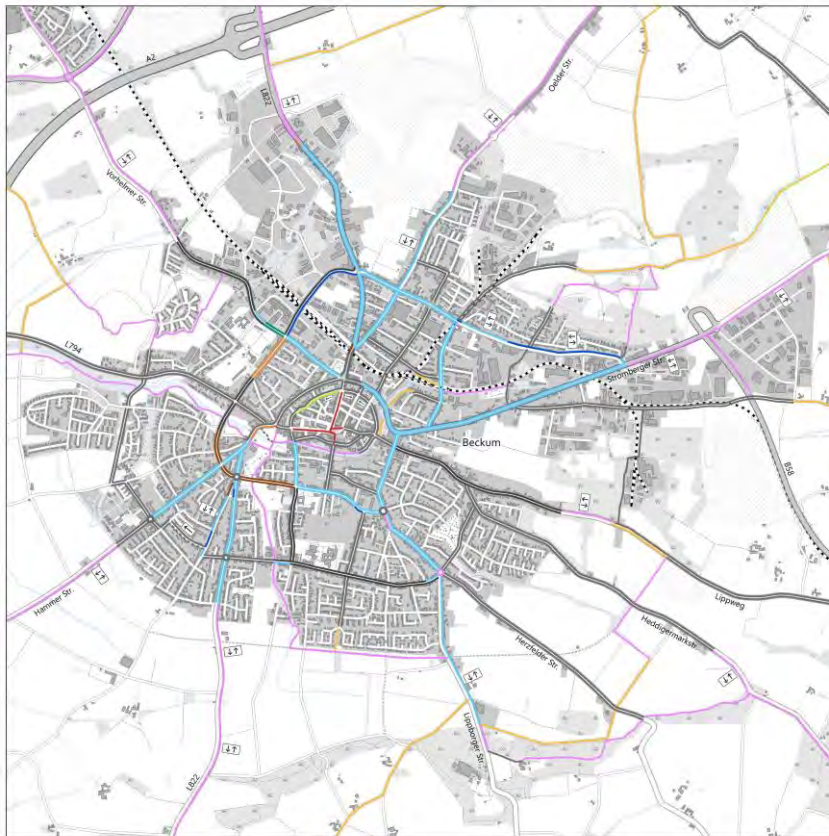 A2
L822
Oelder Str.
Vorhelmer Str.
L794
Stromberger Str.
Beckum
B58
Hammer Str.
Lippweg
Heddigermarkstr.
Herzfelder Str.
Lippborger Str.
L822